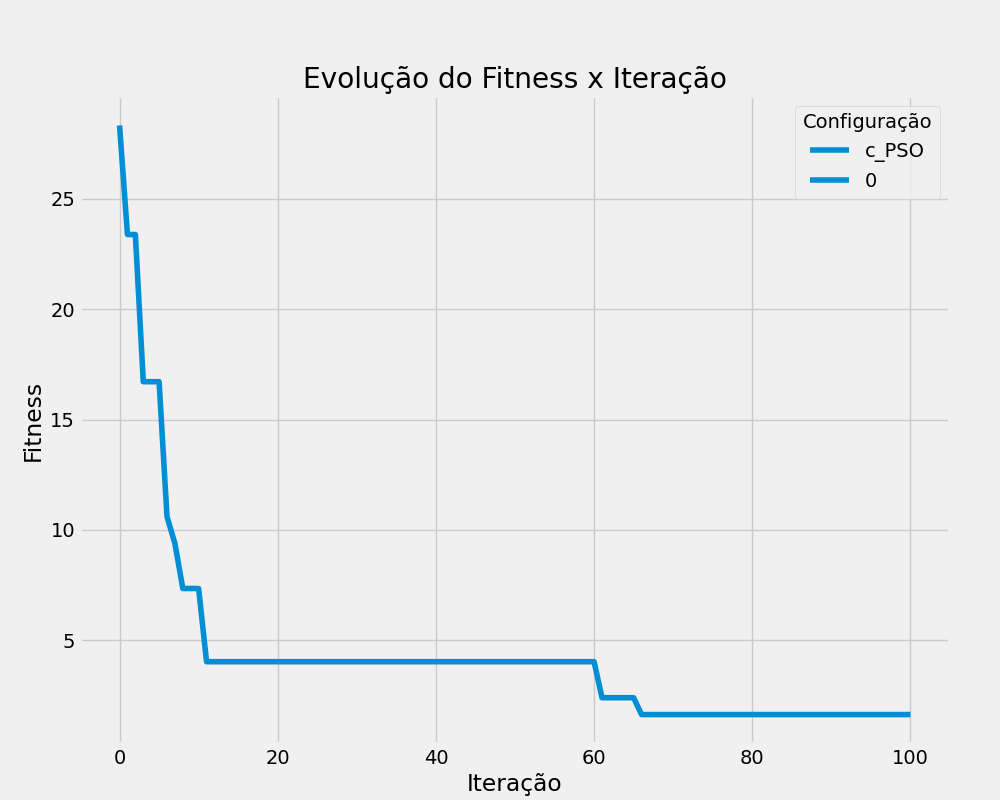 Evolução do Fitness x Iteração
Configuração
c_PSO
0
25
20
15
10
5
Fitness
0 20 40 60 80 100
Iteração